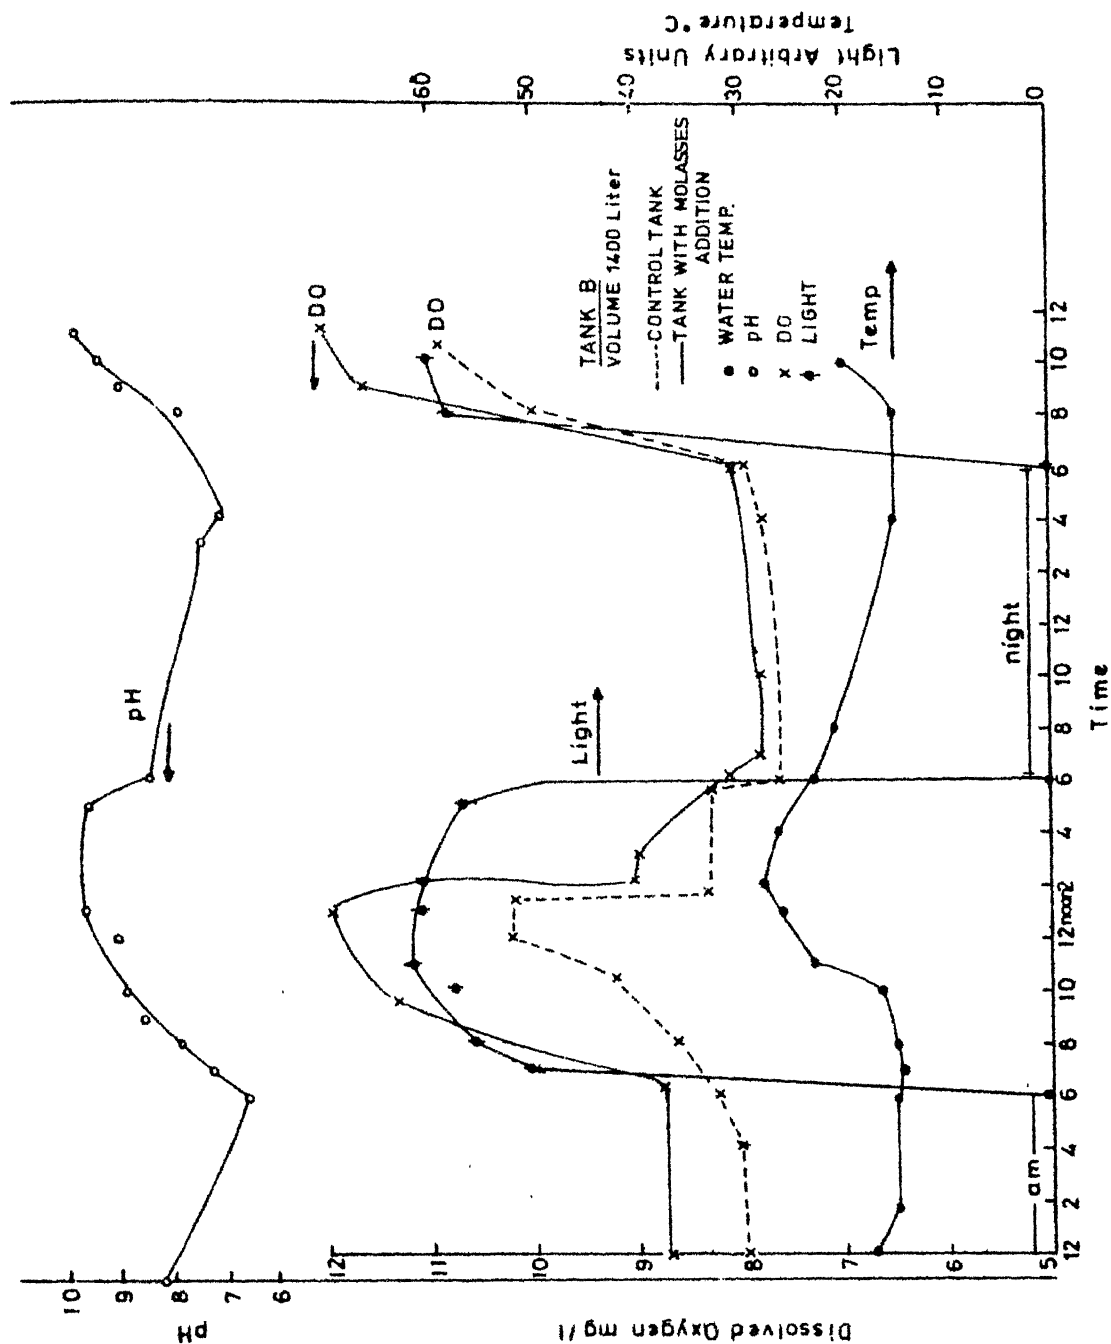 pH
10
9
8
7
6
pH
Dissolved Oxygen mg/l
12
11
10
9
8
7
6
5
Light Arbitrary Units
Temperature °C
60
50
40
30
20
10
0
DO
DO
TANK B
VOLUME 1400 Liter
CONTROL TANK
TANK WITH MOLASSES
ADDITION
WATER TEMP.
pH
DO
LIGHT
Light
Temp
am
night
12 2 4 6 8 10 12 noon 2 4 6 8 10 12 2 4 6 8 10 12
Time